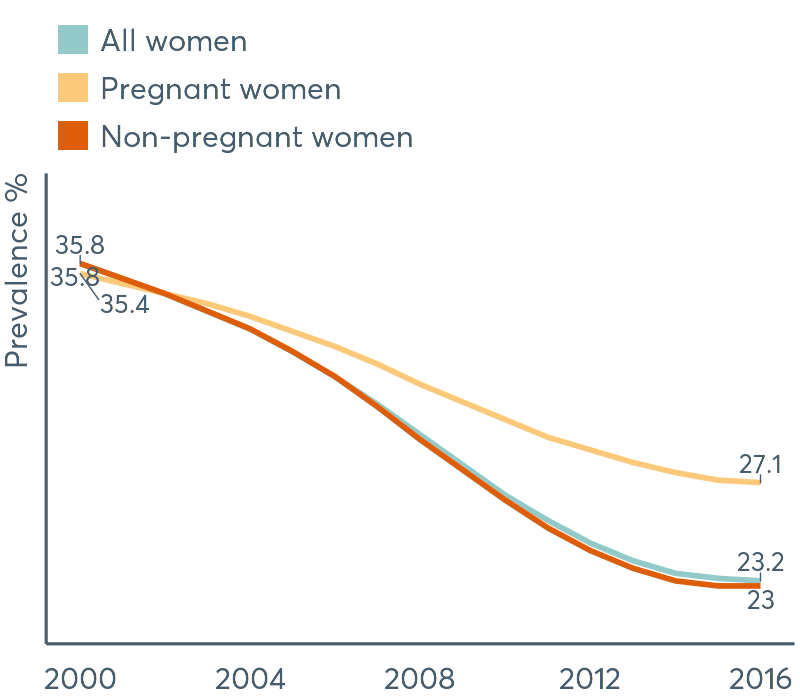 All women
Pregnant women
Non-pregnant women
Prevalence %
35.8
35.8
35.4
27.1
23.2
23
2000 2004 2008 2012 2016